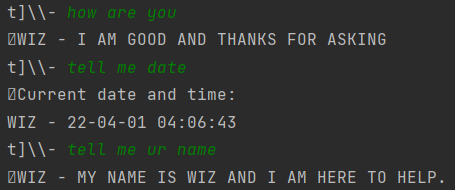 t]\\- how are you
WIZ - I AM GOOD AND THANKS FOR ASKING
t]\\- tell me date
Current date and time:
WIZ - 22-04-01 04:06:43
t]\\- tell me ur name
WIZ - MY NAME IS WIZ AND I AM HERE TO HELP.